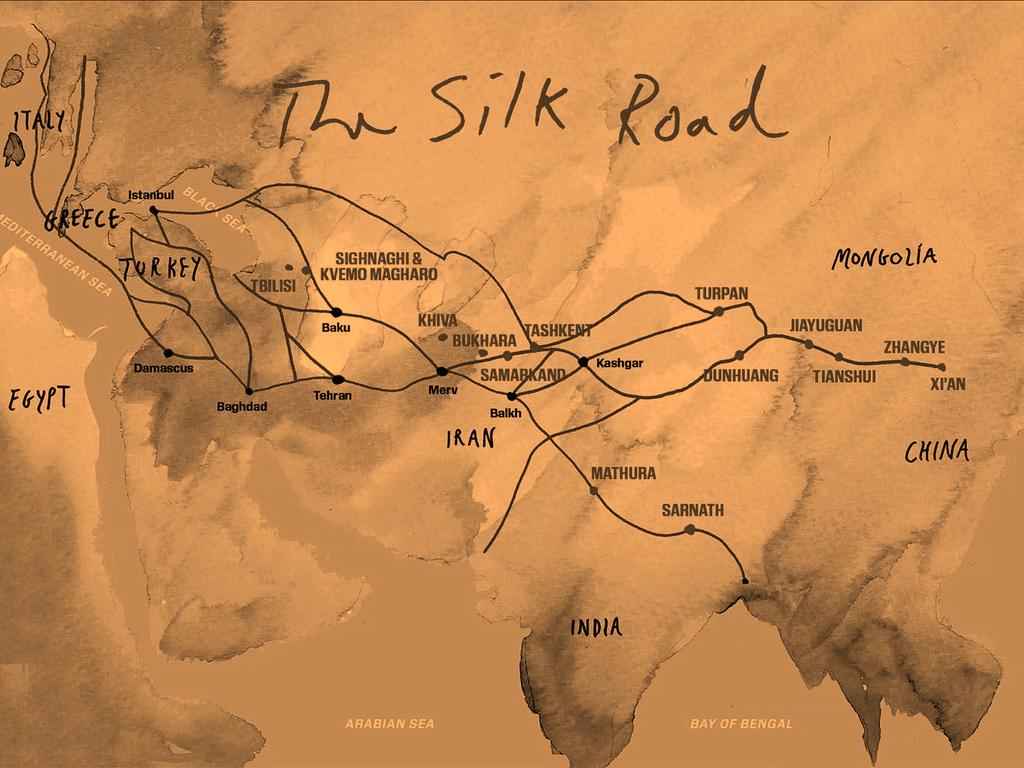 The Silk Road
ITALY
Istanbul
BLACK SEA
GREECE
MEDITERRANEAN SEA
TURKEY
SIGHNAGHI &
KVEMO MAGHARO
MONGOLIA
TBILISI
TURPAN
Baku
KHIVA
TASHKENT
JIAYUGUAN
BUKHARA
ZHANGYE
Damascus
SAMARKAND
Kashgar
DUNHUANG
TIANSHUI
XI'AN
EGYPT
Baghdad
Tehran
Merv
Balkh
IRAN
CHINA
MATHURA
SARNATH
INDIA
ARABIAN SEA
BAY OF BENGAL